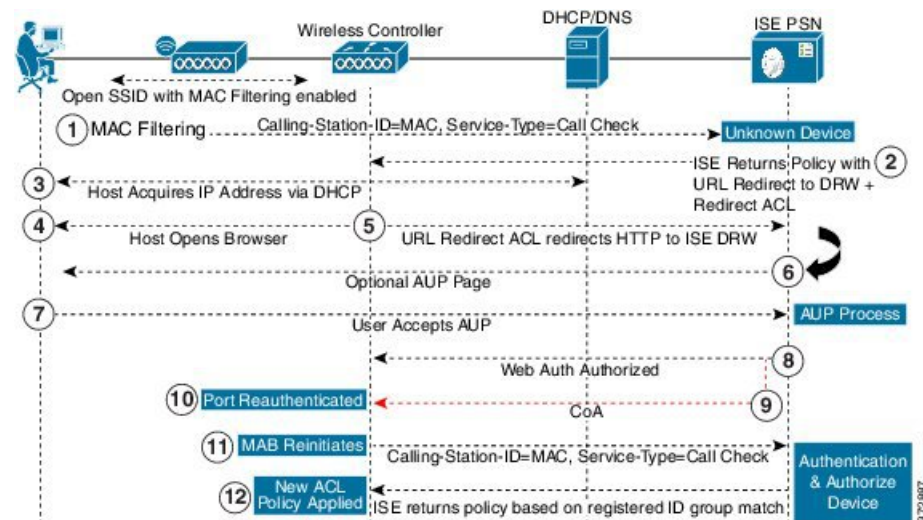 DHCP/DNS
ISE PSN
Wireless Controller
Open SSID with MAC Filtering enabled
1 MAC Filtering
Calling-Station-ID=MAC, Service-Type=Call Check
Unknown Device
ISE Returns Policy with
URL Redirect to DRW +
Redirect ACL
2
3
Host Acquires IP Address via DHCP
4
Host Opens Browser
5
URL Redirect ACL redirects HTTP to ISE DRW
6
Optional AUP Page
7
User Accepts AUP
AUP Process
8
Web Auth Authorized
9
CoA
10 Port Reauthenticated
11 MAB Reinitiates
Calling-Station-ID=MAC, Service-Type=Call Check
12 New ACL
Policy Applied
ISE returns policy based on registered ID group match
Authentication
& Authorize
Device